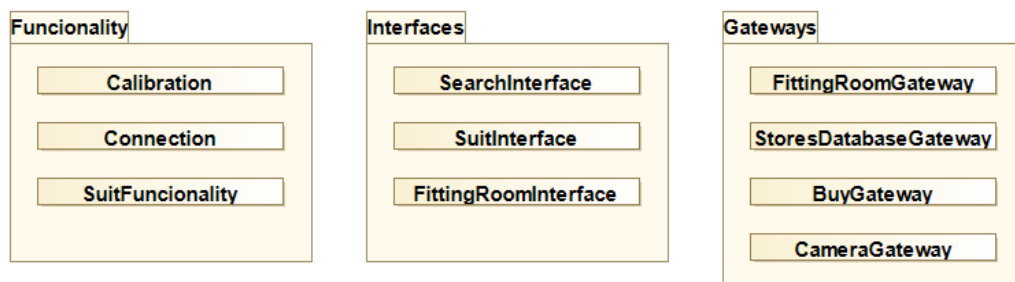 Funcionality
Calibration
Connection
SuitFuncionality
Interfaces
SearchInterface
SuitInterface
FittingRoomInterface
Gateways
FittingRoomGateway
StoresDatabaseGateway
BuyGateway
CameraGateway